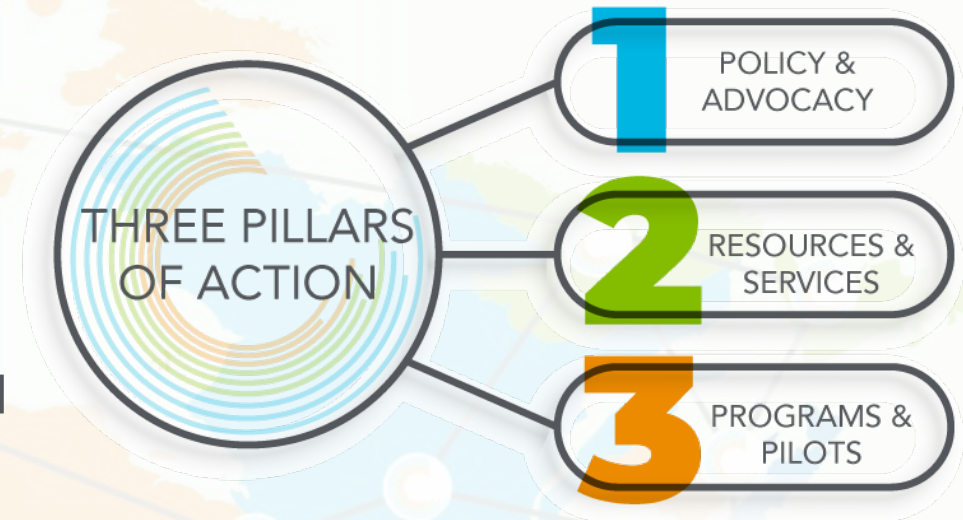 THREE PILLARS
OF ACTION
1
POLICY &
ADVOCACY
2
RESOURCES &
SERVICES
3
PROGRAMS &
PILOTS